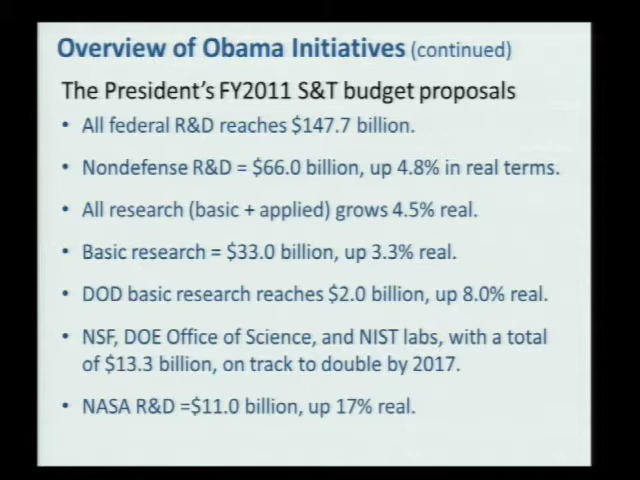 Overview of Obama Initiatives (continued)
The President's FY2011 S&T budget proposals
• All federal R&D reaches $147.7 billion.
• Nondefense R&D = $66.0 billion, up 4.8% in real terms.
• All research (basic + applied) grows 4.5% real.
• Basic research = $33.0 billion, up 3.3% real.
• DOD basic research reaches $2.0 billion, up 8.0% real.
• NSF, DOE Office of Science, and NIST labs, with a total
of $13.3 billion, on track to double by 2017.
• NASA R&D =$11.0 billion, up 17% real.